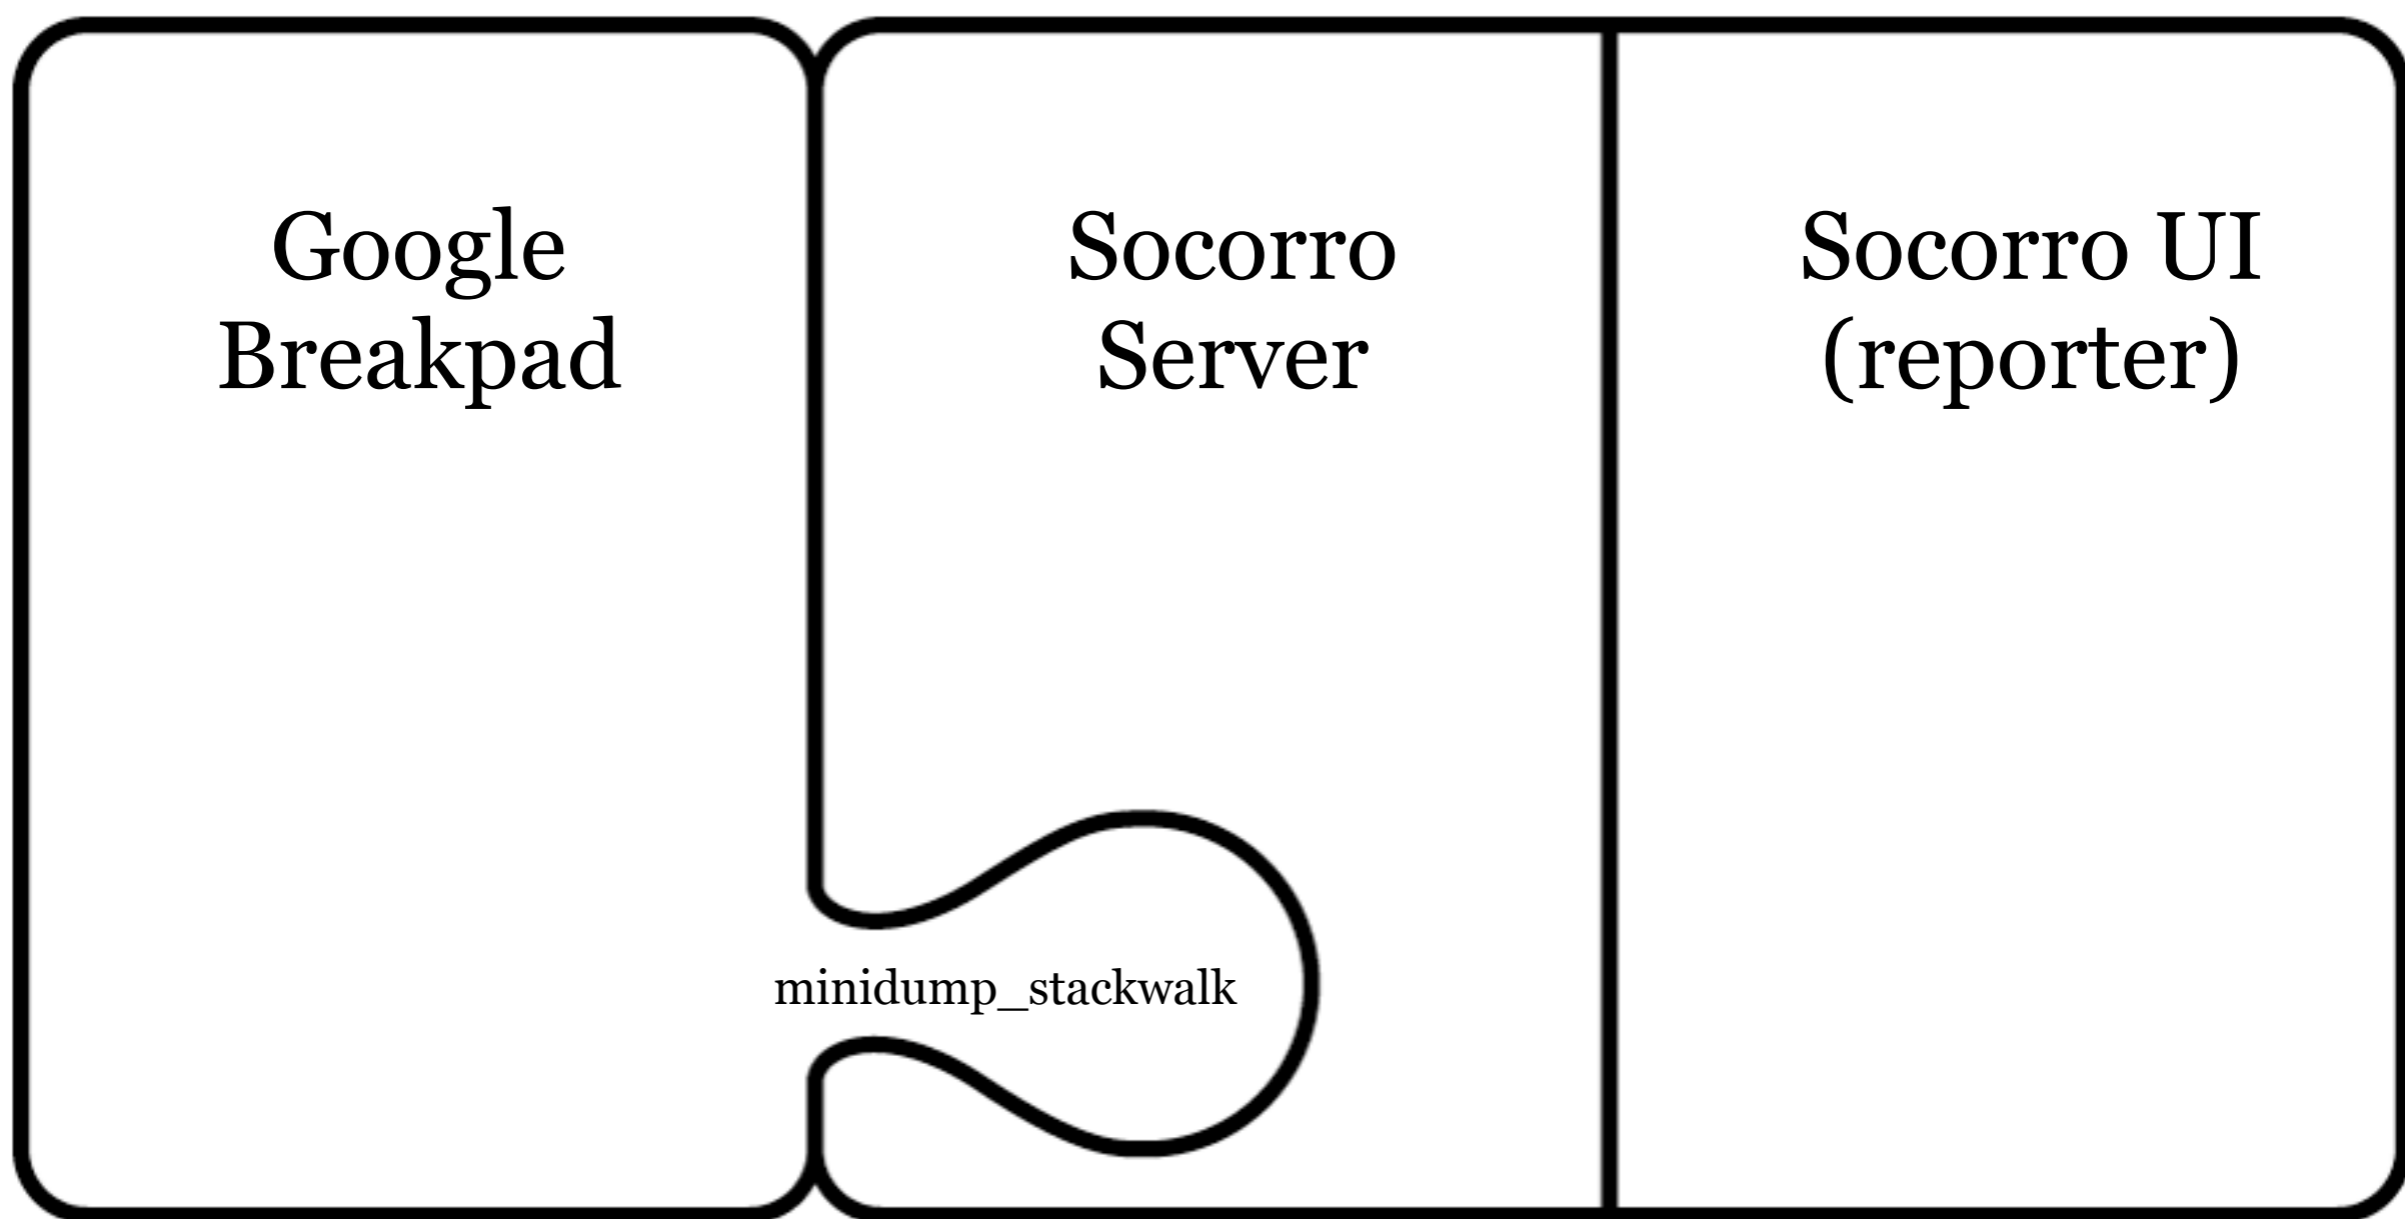 Google
Breakpad
Socorro
Server
Socorro UI
(reporter)
minidump_stackwalk